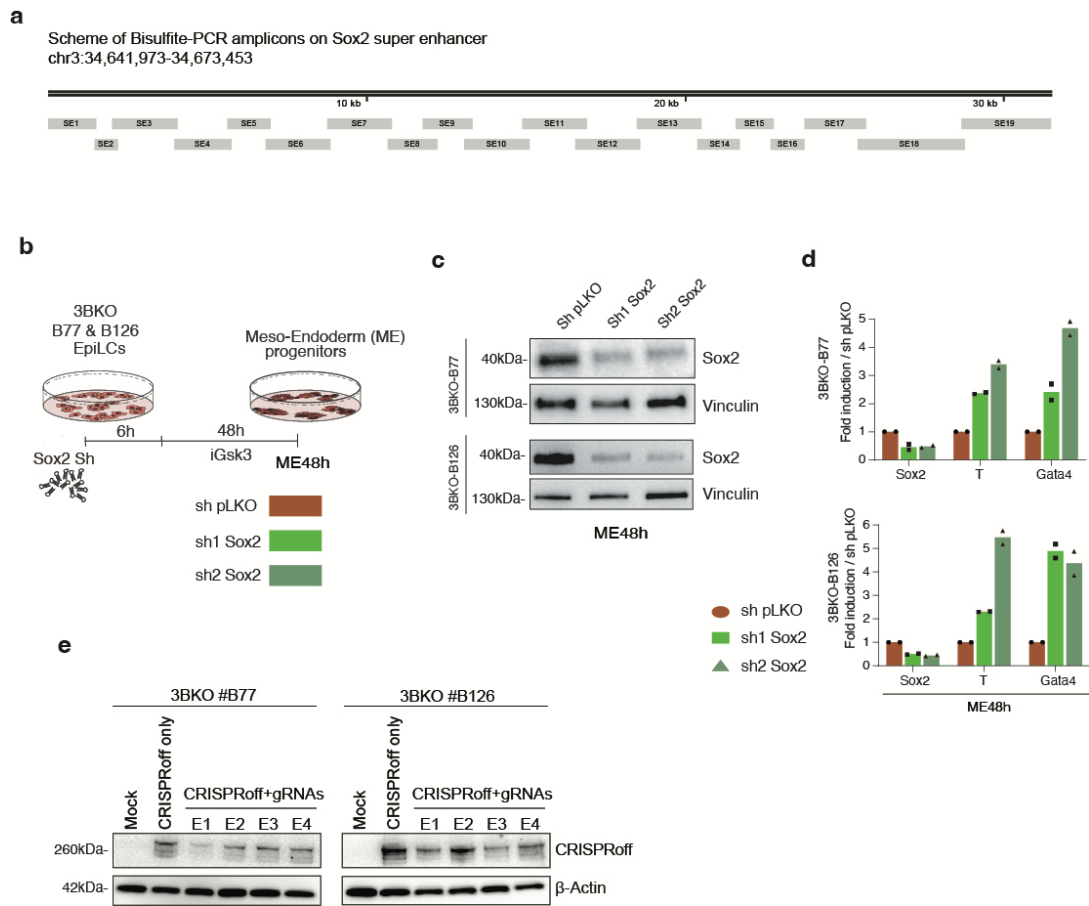 a
Scheme of Bisulfite-PCR amplicons on Sox2 super enhancer
chr3:34,641,973-34,673,453
10 kb
20 kb
30 kb
SE1 SE3 SE5 SE7 SE9 SE11 SE13 SE15 SE17 SE19
SE2 SE4 SE6 SE8 SE10 SE12 SE14 SE16 SE18
b
3BKO
B77 & B126
EpiLCs
Meso-Endoderm (ME)
progenitors
6h
48h
iGsk3
Sox2 Sh
ME48h
sh pLKO
sh1 Sox2
sh2 Sox2
c
Sh pLKO
Sh1 Sox2
Sh2 Sox2
3BKO-B77
40kDa-
Sox2
130kDa-
Vinculin
3BKO-B126
40kDa-
Sox2
130kDa-
Vinculin
ME48h
d
3BKO-B77
Fold induction / sh pLKO
5
4
3
2
1
0
Sox2 T Gata4
3BKO-B126
Fold induction / sh pLKO
6
5
4
3
2
1
0
Sox2 T Gata4
ME48h
sh pLKO
sh1 Sox2
sh2 Sox2
e
3BKO #B77
Mock
CRISPRoff only
CRISPRoff+gRNAs
E1 E2 E3 E4
3BKO #B126
Mock
CRISPRoff only
CRISPRoff+gRNAs
E1 E2 E3 E4
260kDa-
CRISPRoff
42kDa-
β-Actin